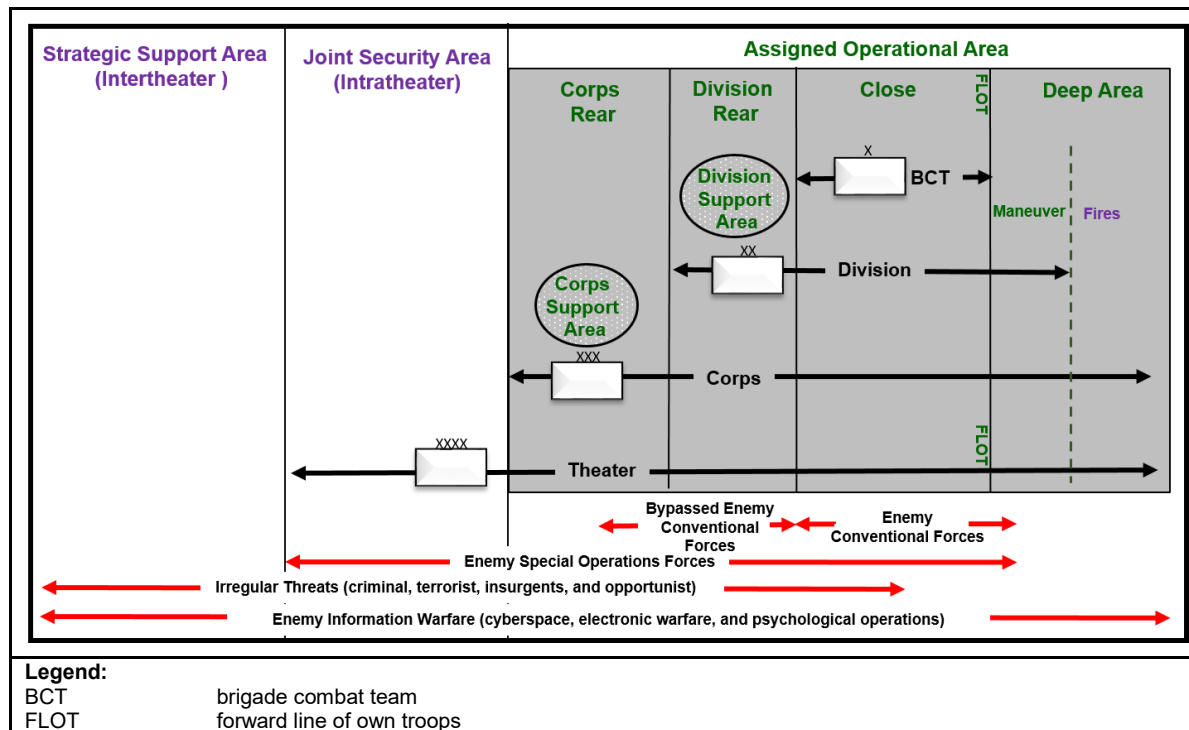 Strategic Support Area
(Intertheater )
Joint Security Area
(Intratheater)
Assigned Operational Area
Corps
Rear
Division
Rear
Close
FLOT
Deep Area
X
BCT
Division
Support
Area
Maneuver
Fires
XX
Division
Corps
Support
Area
XXX
Corps
XXXX
Theater
FLOT
Bypassed Enemy
Conventional
Forces
Enemy
Conventional Forces
Enemy Special Operations Forces
Irregular Threats (criminal, terrorist, insurgents, and opportunist)
Enemy Information Warfare (cyberspace, electronic warfare, and psychological operations)
Legend:
BCT brigade combat team
FLOT forward line of own troops